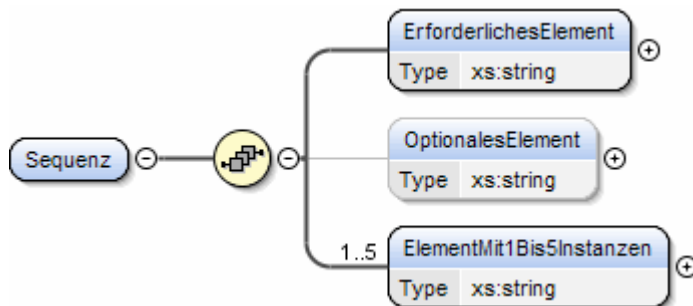 ErforderlichesElement
Type xs:string
Sequenz
OptionalesElement
Type xs:string
1..5 ElementMit1Bis5Instanzen
Type xs:string